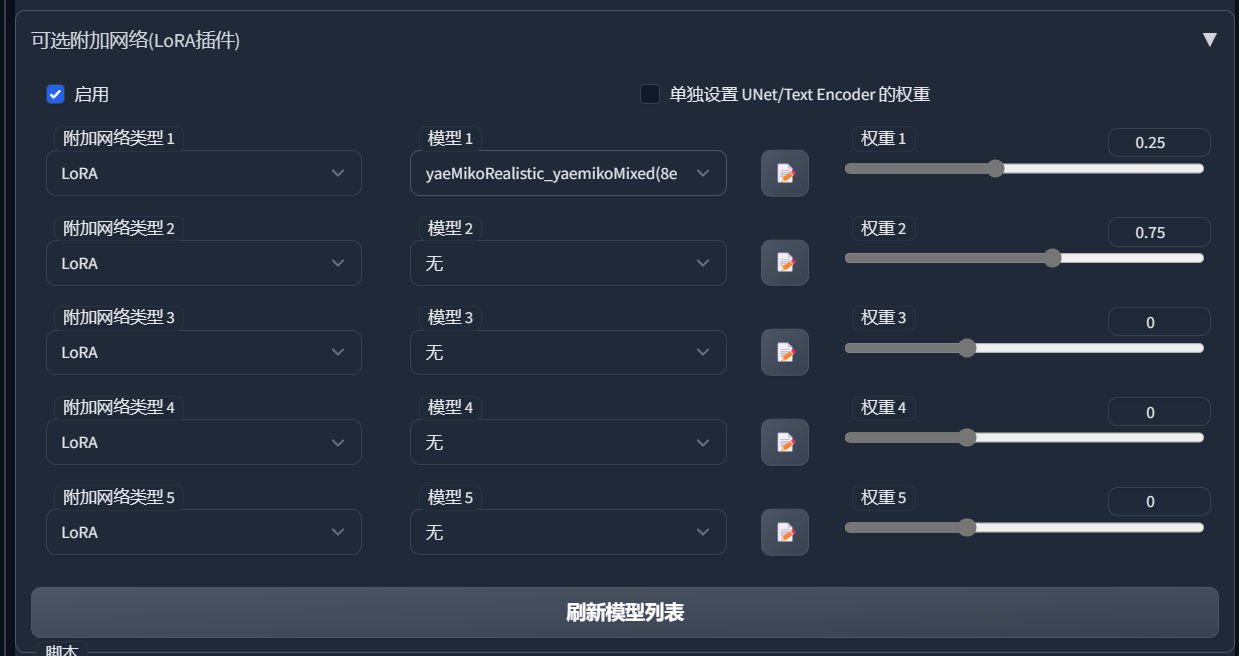 可选附加网络(LoRA插件)
▼
启用
单独设置 UNet/Text Encoder 的权重
附加网络类型 1
模型 1
权重 1
0.25
LoRA
yaeMikoRealistic_yaemikoMixed(8e
附加网络类型 2
模型 2
权重 2
0.75
LoRA
无
附加网络类型 3
模型 3
权重 3
0
LoRA
无
附加网络类型 4
模型 4
权重 4
0
LoRA
无
附加网络类型 5
模型 5
权重 5
0
LoRA
无
刷新模型列表
脚本